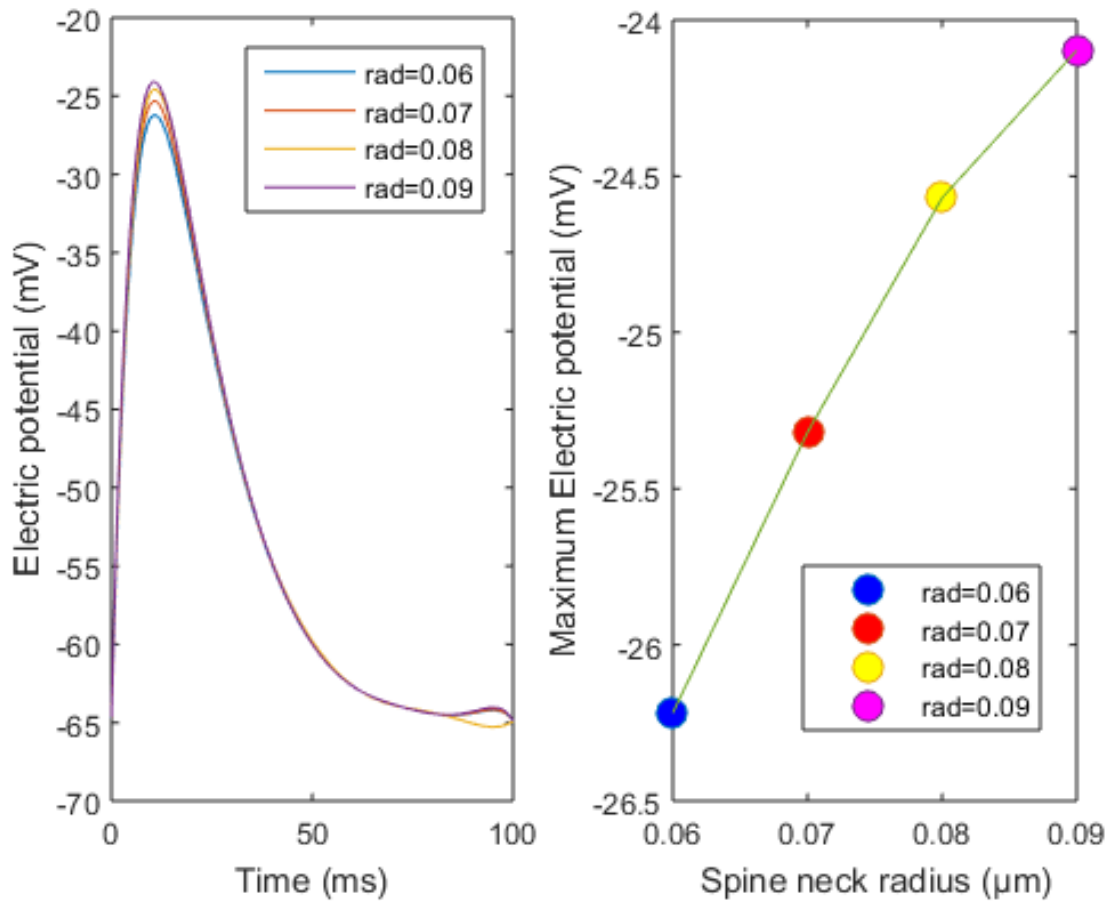 -20
-25
-30
-35
-40
-45
-50
-55
-60
-65
-70
Electric potential (mV)
0
50
100
Time (ms)
rad=0.06
rad=0.07
rad=0.08
rad=0.09
-24
-24.5
-25
-25.5
-26
-26.5
Maximum Electric potential (mV)
0.06
0.07
0.08
0.09
Spine neck radius (μm)
rad=0.06
rad=0.07
rad=0.08
rad=0.09